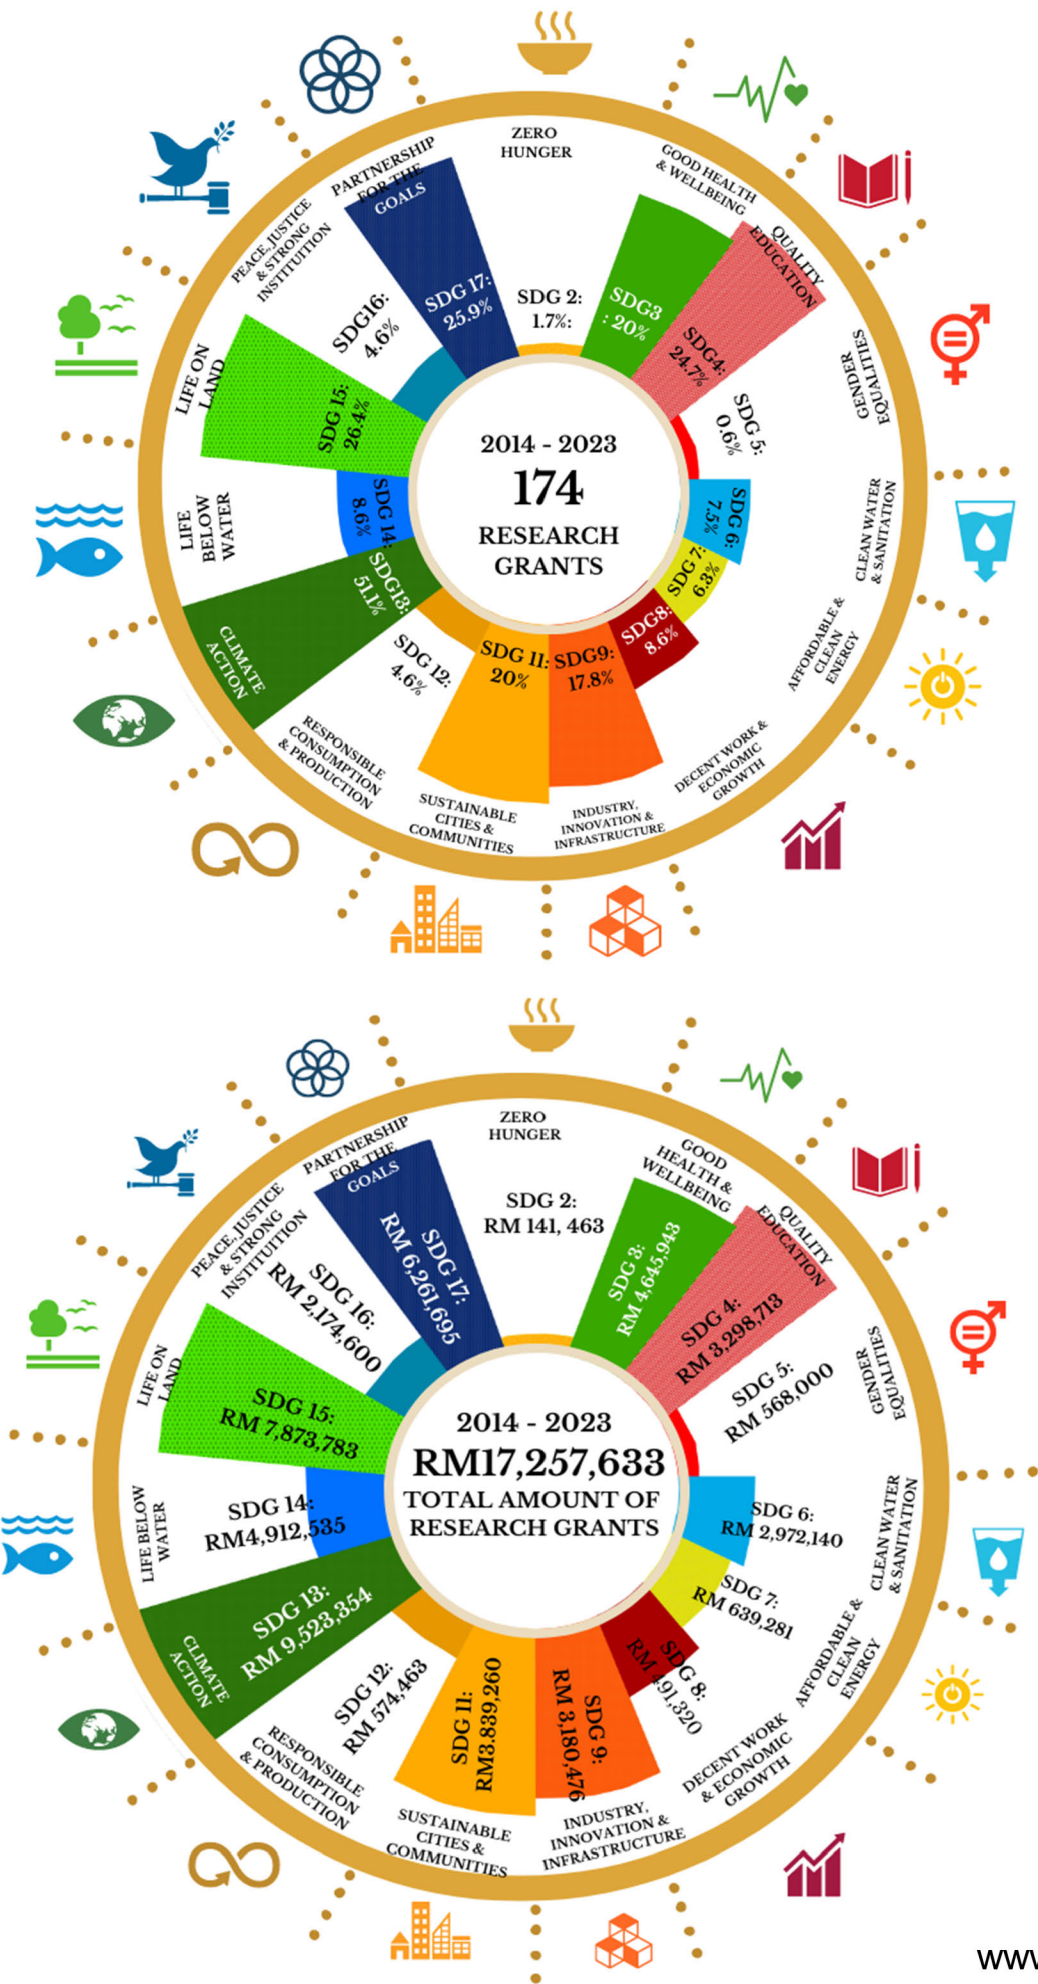 ZERO
HUNGER
GOOD HEALTH
& WELLBEING
QUALITY
EDUCATION
GENDER
EQUALITIES
CLEAN WATER
& SANITATION
AFFORDABLE &
CLEAN
ENERGY
DECENT WORK &
ECONOMIC
GROWTH
INDUSTRY,
INNOVATION &
INFRASTRUCTURE
SUSTAINABLE
CITIES &
COMMUNITIES
RESPONSIBLE
CONSUMPTION
& PRODUCTION
CLIMATE
ACTION
LIFE
BELOW
WATER
LIFE ON
LAND
PEACE, JUSTICE
& STRONG
INSTITUITION
PARTNERSHIP
FOR THE
GOALS
SDG 2:
1.7%:
SDG3
: 20%
SDG4:
24.7%
SDG 5:
0.6%
SDG 6:
7.5%
SDG 7:
6.3%
SDG8:
8.6%
SDG9:
17.8%
SDG 11:
20%
SDG 12:
4.6%
SDG13:
51.1%
SDG 14:
8.6%
SDG 15:
26.4%
SDG16:
4.6%
SDG 17:
25.9%
2014 - 2023
174
RESEARCH
GRANTS
ZERO
HUNGER
GOOD
HEALTH &
WELLBEING
QUALITY
EDUCATION
GENDER
EQUALITIES
CLEAN WATER
& SANITATION
AFFORDABLE &
CLEAN
ENERGY
DECENT WORK
& ECONOMIC
GROWTH
INDUSTRY,
INNOVATION &
INFRASTRUCTURE
SUSTAINABLE
CITIES &
COMMUNITIES
RESPONSIBLE
CONSUMPTION
& PRODUCTION
CLIMATE
ACTION
LIFE BELOW
WATER
LIFE ON
LAND
PEACE, JUSTICE
& STRONG
INSTITUITION
PARTNERSHIP
FOR THE
GOALS
SDG 2:
RM 141, 463
SDG 3:
RM 4,645,943
SDG 4:
RM 3,298,713
SDG 5:
RM 568,000
SDG 6:
RM 2,972,140
SDG 7:
RM 639,281
SDG 8:
RM 491,320
SDG 9:
RM 3,180,476
SDG 11:
RM3.839,260
SDG 12:
RM 574,463
SDG 13:
RM 9,523,354
SDG 14:
RM4,912,535
SDG 15:
RM 7,873,783
SDG 16:
RM 2,174,600
SDG 17:
RM 6,261,695
2014 - 2023
RM17,257,633
TOTAL AMOUNT OF
RESEARCH GRANTS
www